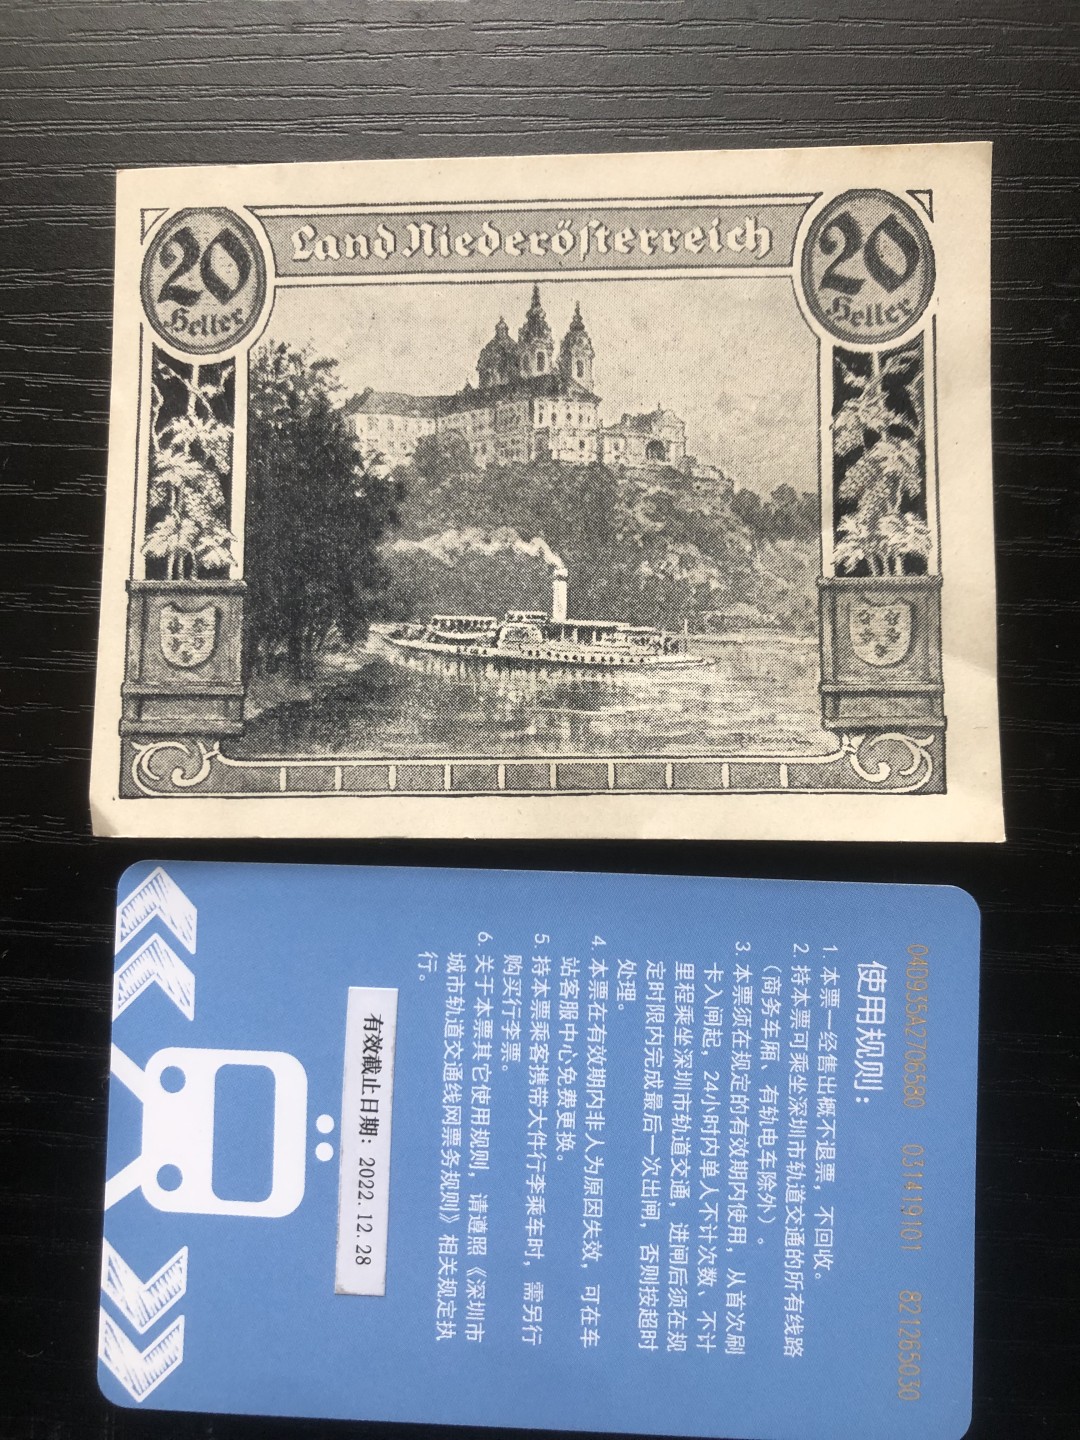 Land Niederösterreich
20
Heller
20
Heller
04D935A2706580 031419101 821265030
使用规则：
1. 本票一经售出概不退票，不回收。
2. 持本票可乘坐深圳市轨道交通的所有线路
（商务车厢、有轨电车除外）。
3. 本票须在规定的有效期内使用，从首次刷
卡入闸起，24小时内单人不计次数、不计
里程乘坐深圳市轨道交通，进闸后须在规
定时限内完成最后一次出闸，否则按超时
处理。
4. 本票在有效期内非人为原因失效，可在车
站客服中心免费更换。
5. 持本票乘客携带大件行李乘车时，需另行
购买行李票。
6. 关于本票其它使用规则，请遵照《深圳市
城市轨道交通线网票务规则》相关规定执
行。
有效截止日期：2022.12.28